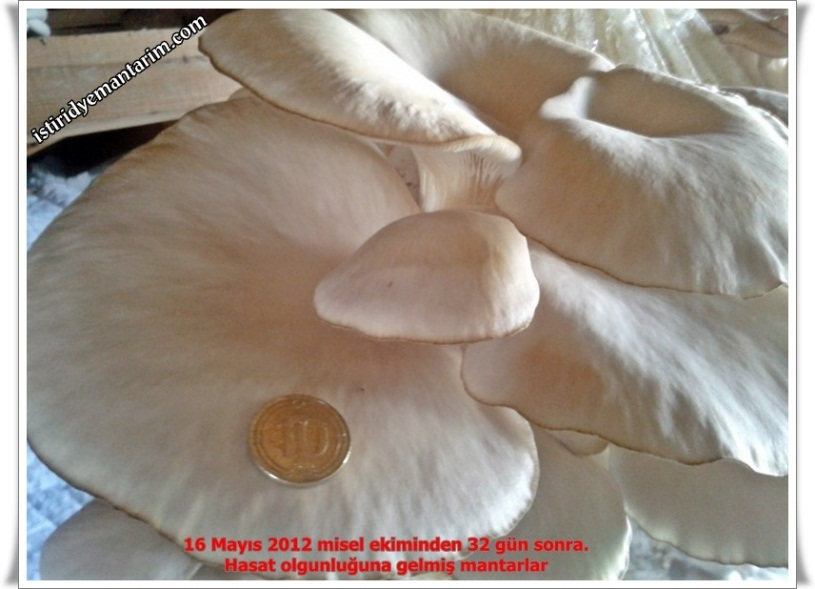 istiridyemantarim.com
16 Mayıs 2012 misel ekiminden 32 gün sonra.
Hasat olgunluğuna gelmiş mantarlar